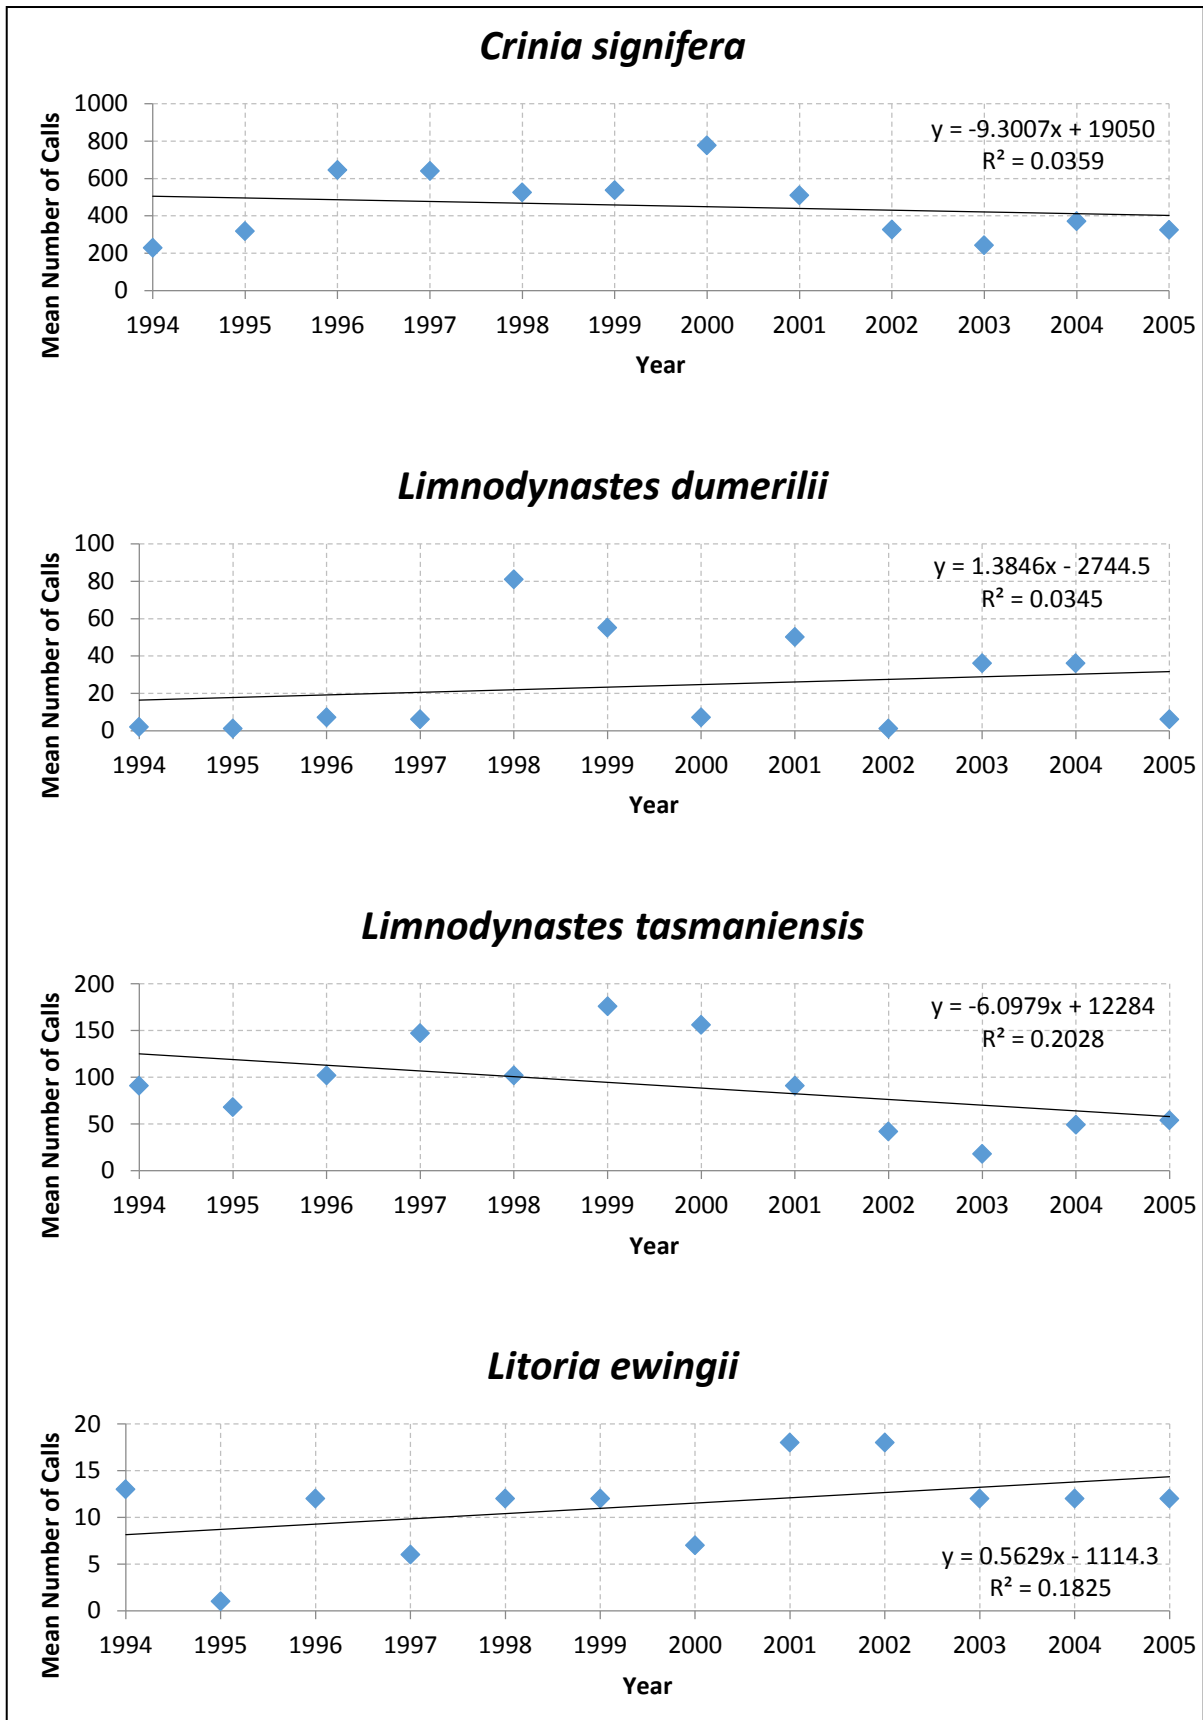 Crinia signifera
1000
800
600
400
200
0
Mean Number of Calls
y = -9.3007x + 19050
R² = 0.0359
1994 1995 1996 1997 1998 1999 2000 2001 2002 2003 2004 2005
Year
Limnodynastes dumerilii
100
80
60
40
20
0
Mean Number of Calls
y = 1.3846x - 2744.5
R² = 0.0345
1994 1995 1996 1997 1998 1999 2000 2001 2002 2003 2004 2005
Year
Limnodynastes tasmaniensis
200
150
100
50
0
Mean Number of Calls
y = -6.0979x + 12284
R² = 0.2028
1994 1995 1996 1997 1998 1999 2000 2001 2002 2003 2004 2005
Year
Litoria ewingii
20
15
10
5
0
Mean Number of Calls
y = 0.5629x - 1114.3
R² = 0.1825
1994 1995 1996 1997 1998 1999 2000 2001 2002 2003 2004 2005
Year